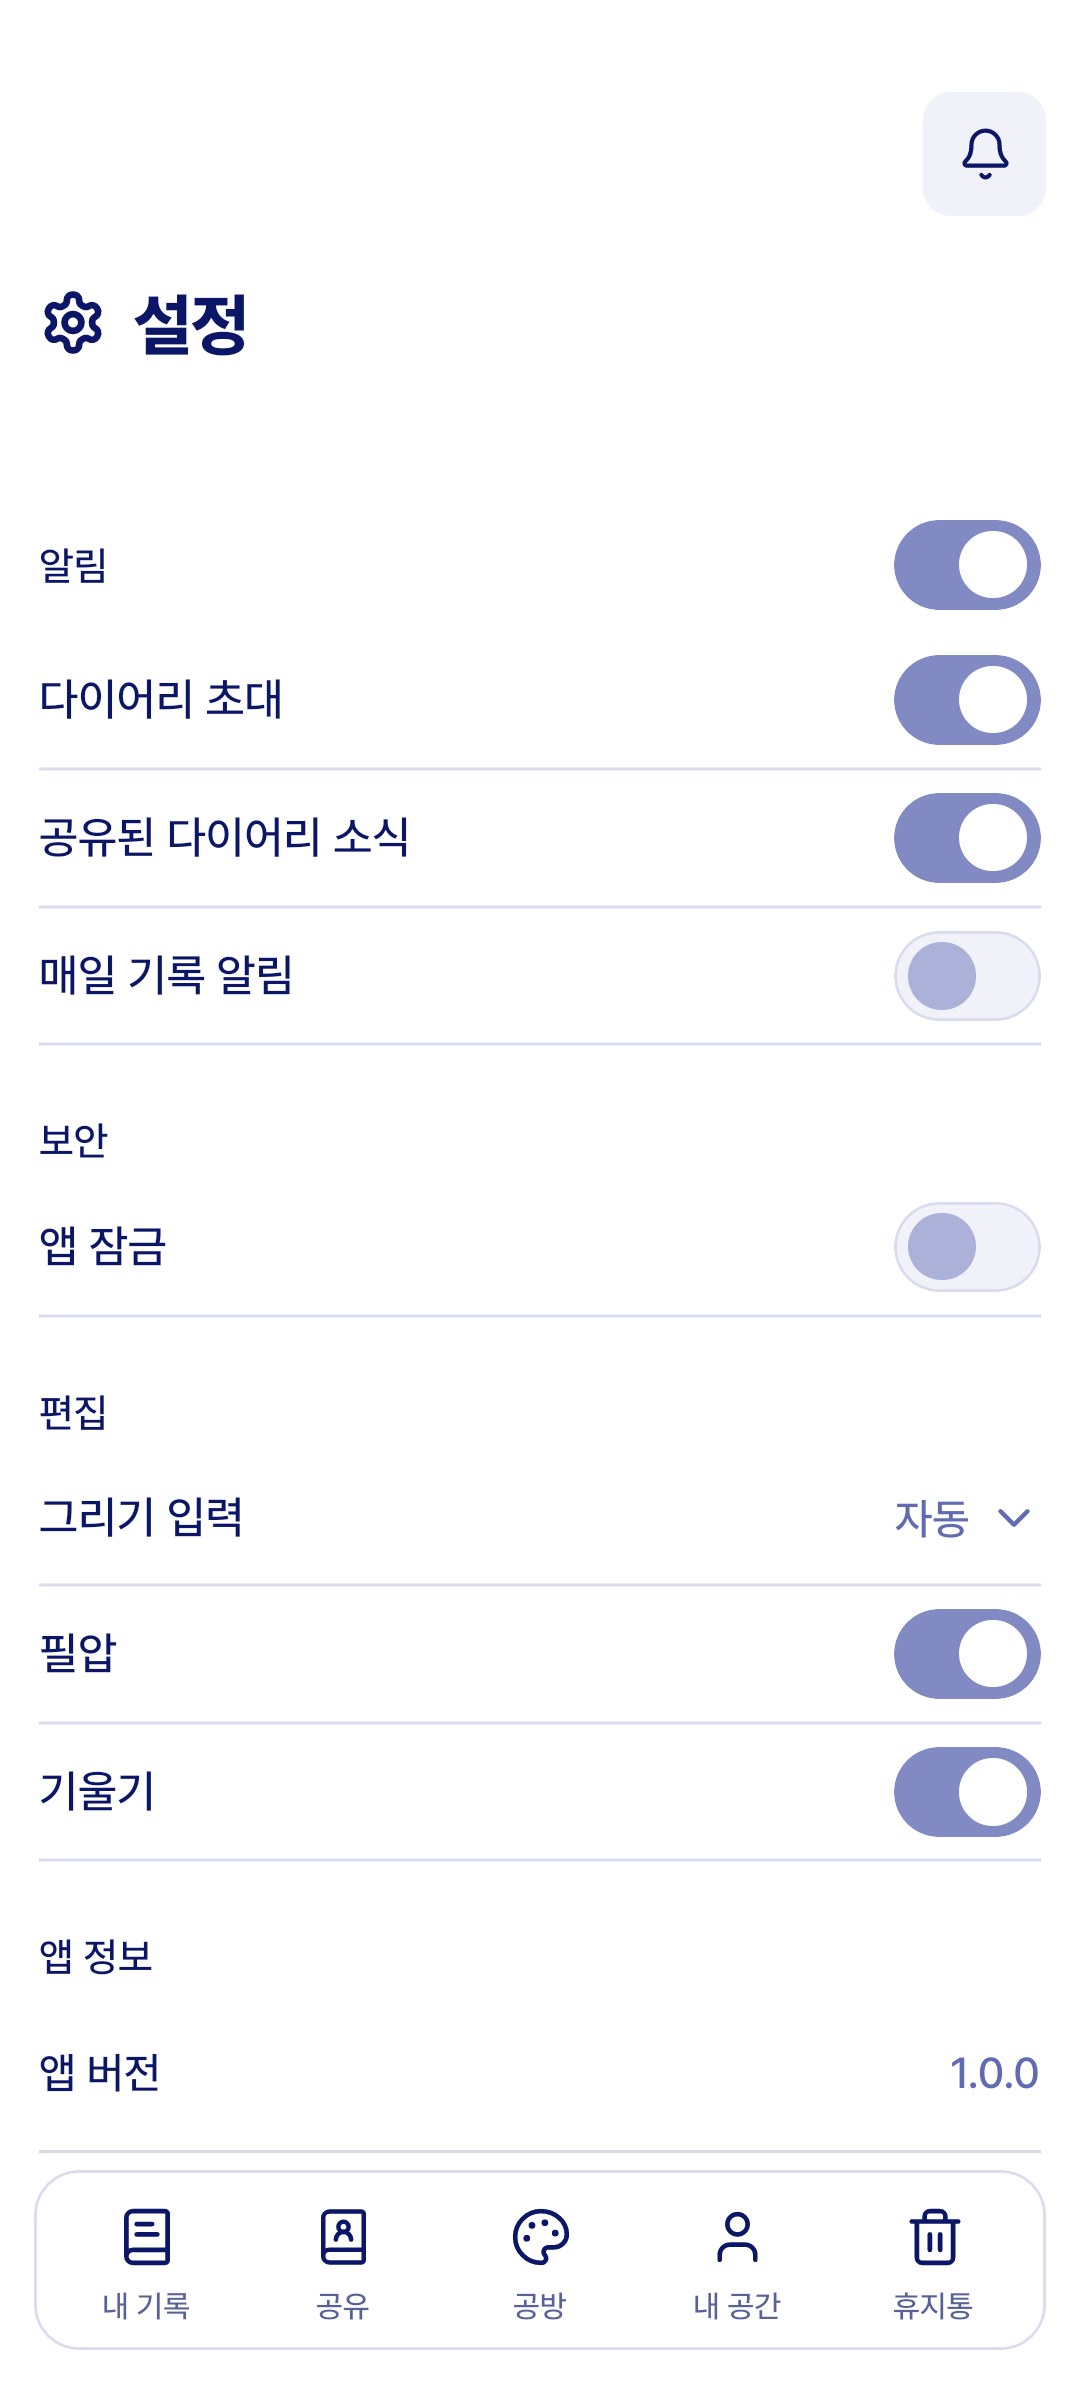 설정
알림
다이어리 초대
공유된 다이어리 소식
매일 기록 알림
보안
앱 잠금
편집
그리기 입력 자동
필압
기울기
앱 정보
앱 버전 1.0.0
내 기록 공유 공방 내 공간 휴지통